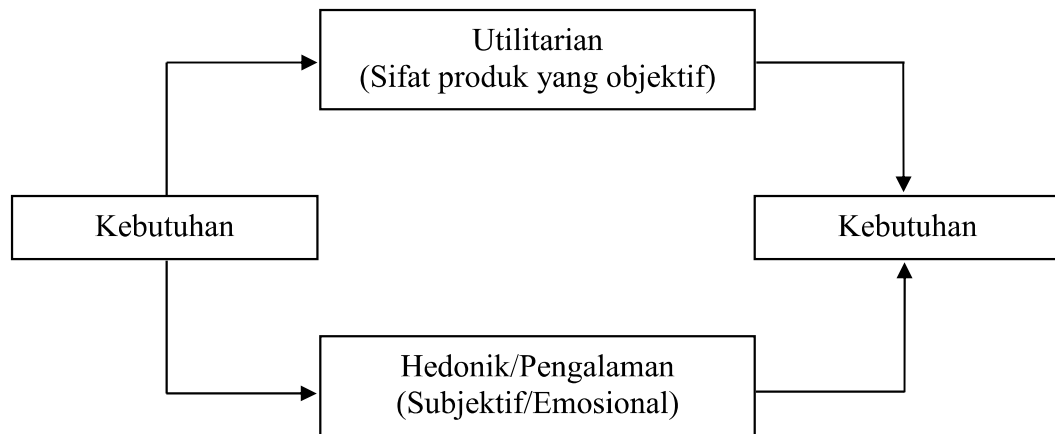 Utilitarian
(Sifat produk yang objektif)
Kebutuhan
Kebutuhan
Hedonik/Pengalaman
(Subjektif/Emosional)